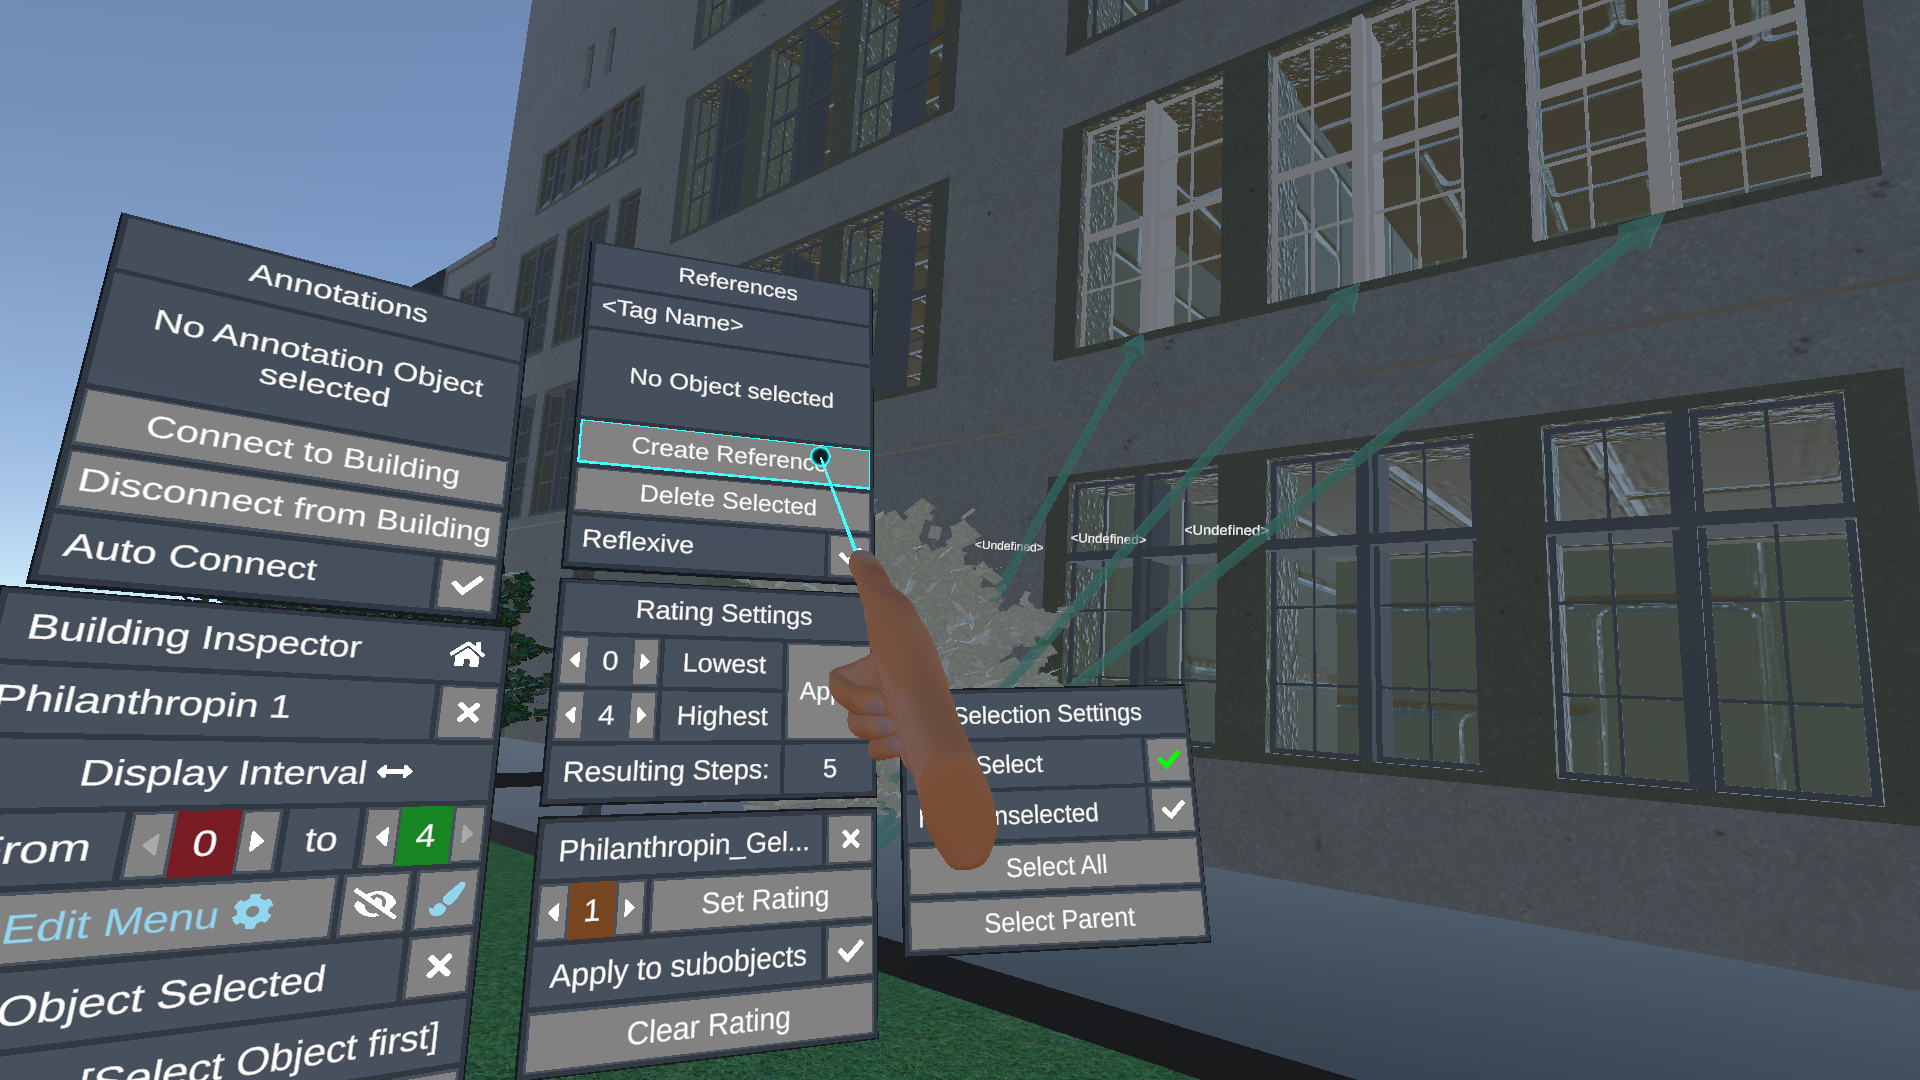 Annotations
No Annotation Object
selected
Connect to Building
Disconnect from Building
Auto Connect
Building Inspector
Philanthropin 1
Display Interval
0
to
4
Edit Menu
Object Selected
[Select Object first]
References
<Tag Name>
No Object selected
Create Reference
Delete Selected
Reflexive
Rating Settings
0
Lowest
4
Highest
Resulting Steps:
5
Philanthropin_Gel...
1
Set Rating
Apply to subobjects
Clear Rating
<Undefined>
<Undefined>
<Undefined>
Selection Settings
Select
Select All
Select Parent